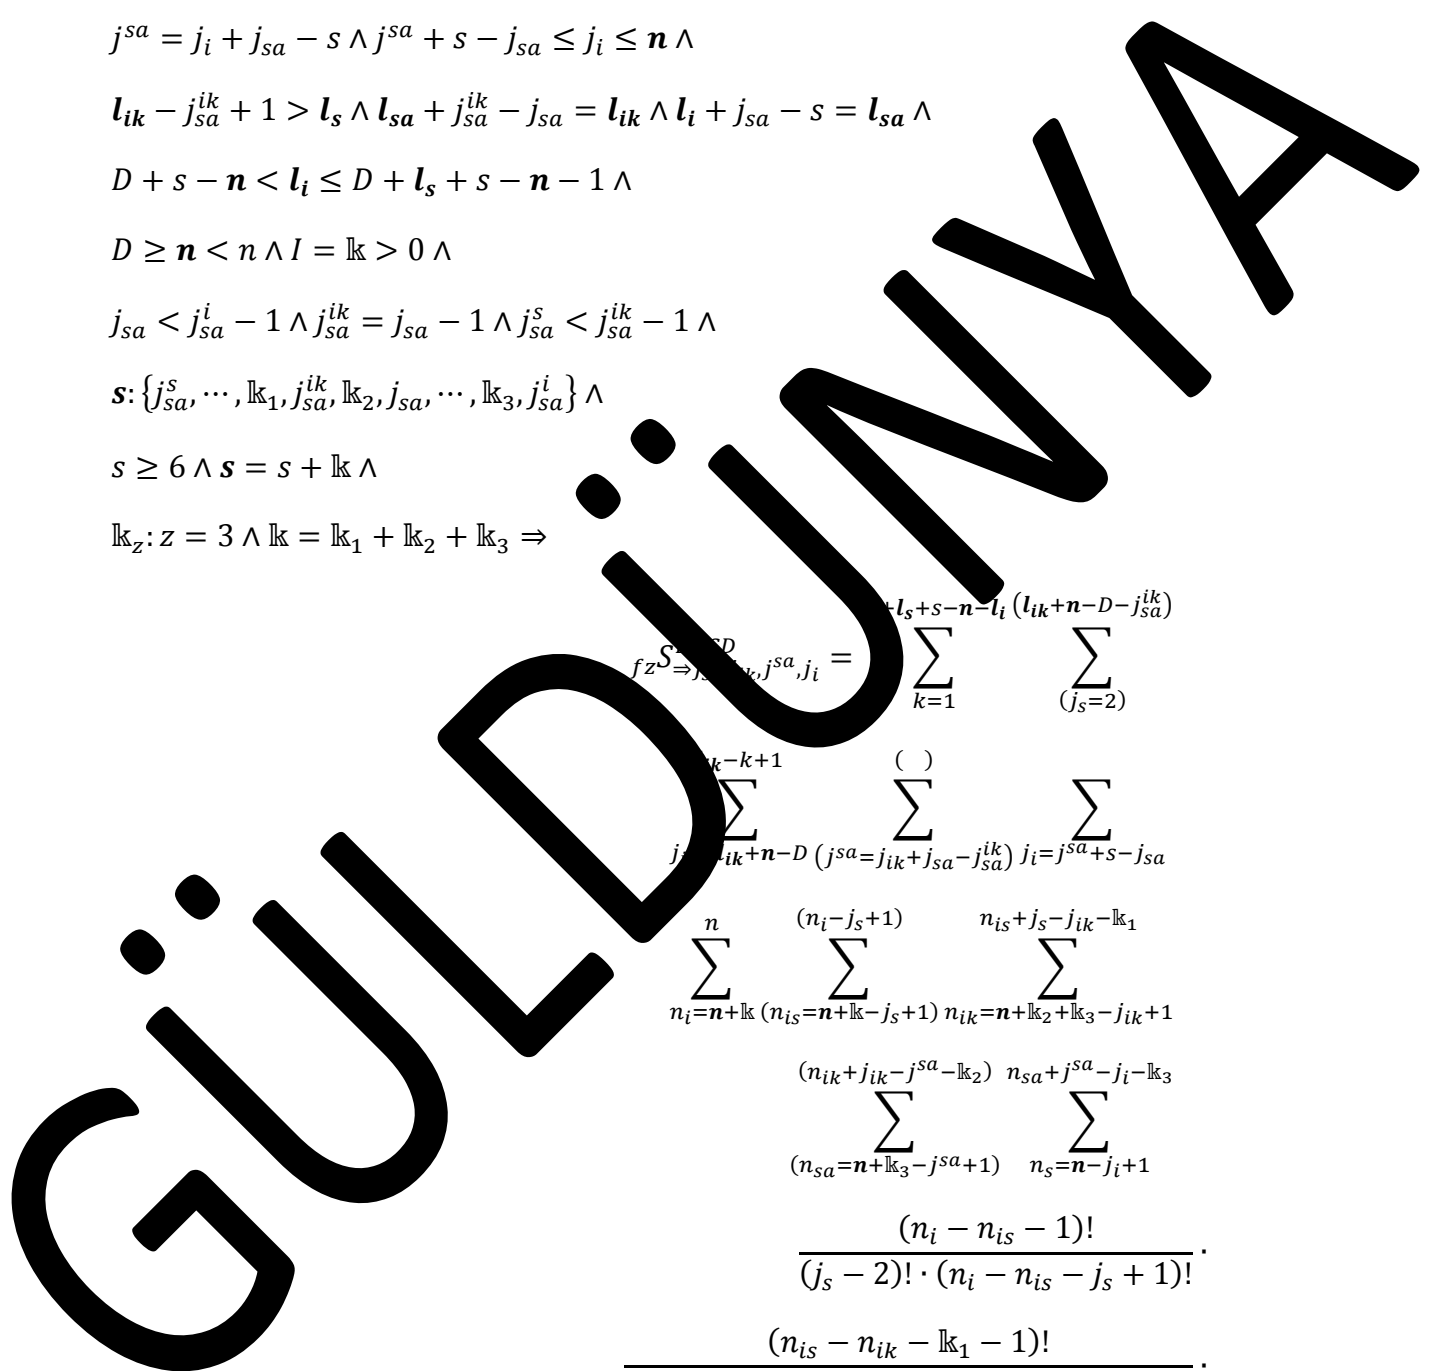 j^{sa} = j_i + j_{sa} − s ∧ j^{sa} + s − j_{sa} ≤ j_i ≤ n ∧
l_{ik} − j_{sa}^{ik} + 1 > l_s ∧ l_{sa} + j_{sa}^{ik} − j_{sa} = l_{ik} ∧ l_i + j_{sa} − s = l_{sa} ∧
D + s − n < l_i ≤ D + l_s + s − n − 1 ∧
D ≥ n < n ∧ I = 𝕜 > 0 ∧
j_{sa} < j_{sa}^i − 1 ∧ j_{sa}^{ik} = j_{sa} − 1 ∧ j_{sa}^s < j_{sa}^{ik} − 1 ∧
s: {j_{sa}^s, ⋯, 𝕜_1, j_{sa}^{ik}, 𝕜_2, j_{sa}, ⋯, 𝕜_3, j_{sa}^i} ∧
s ≥ 6 ∧ s = s + 𝕜 ∧
𝕜_z: z = 3 ∧ 𝕜 = 𝕜_1 + 𝕜_2 + 𝕜_3 ⇒
+l_s+s−n−l_i (l_{ik}+n−D−j_{sa}^{ik})
_{fz}S_{⇒ ,j^{sa},j_i} = ∑ ∑
k=1 (j_s=2)
−k+1 ( )
∑ ∑ ∑
+n−D (j^{sa}=j_{ik}+j_{sa}−j_{sa}^{ik}) j_i=j^{sa}+s−j_{sa}
n (n_i−j_s+1) n_{is}+j_s−j_{ik}−𝕜_1
∑ ∑ ∑
n_i=n+𝕜 (n_{is}=n+𝕜−j_s+1) n_{ik}=n+𝕜_2+𝕜_3−j_{ik}+1
(n_{ik}+j_{ik}−j^{sa}−𝕜_2) n_{sa}+j^{sa}−j_i−𝕜_3
∑ ∑
(n_{sa}=n+𝕜_3−j^{sa}+1) n_s=n−j_i+1
(n_i − n_{is} − 1)!
(j_s − 2)! · (n_i − n_{is} − j_s + 1)! ·
(n_{is} − n_{ik} − 𝕜_1 − 1)! ·
GÜLDÜNYA